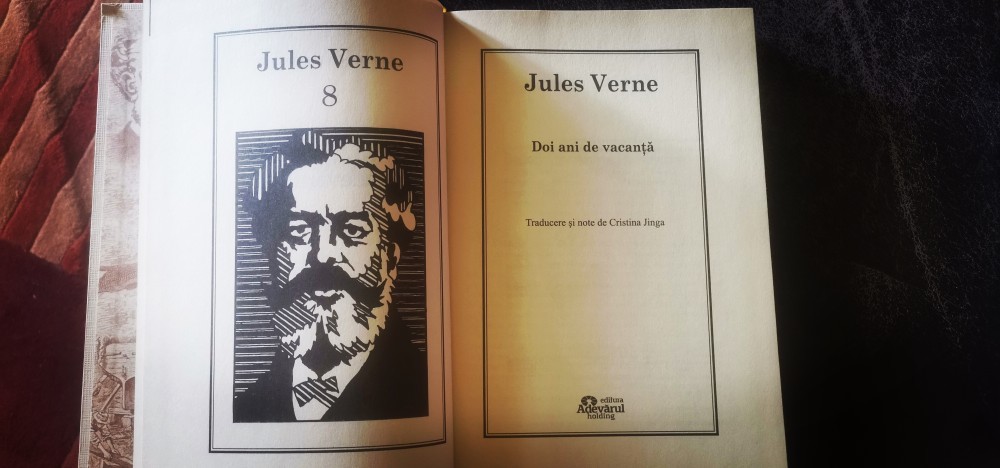 Jules Verne
8
Jules Verne
Doi ani de vacanță
Traducere și note de Cristina Jinga
editura
Adevărul
holding